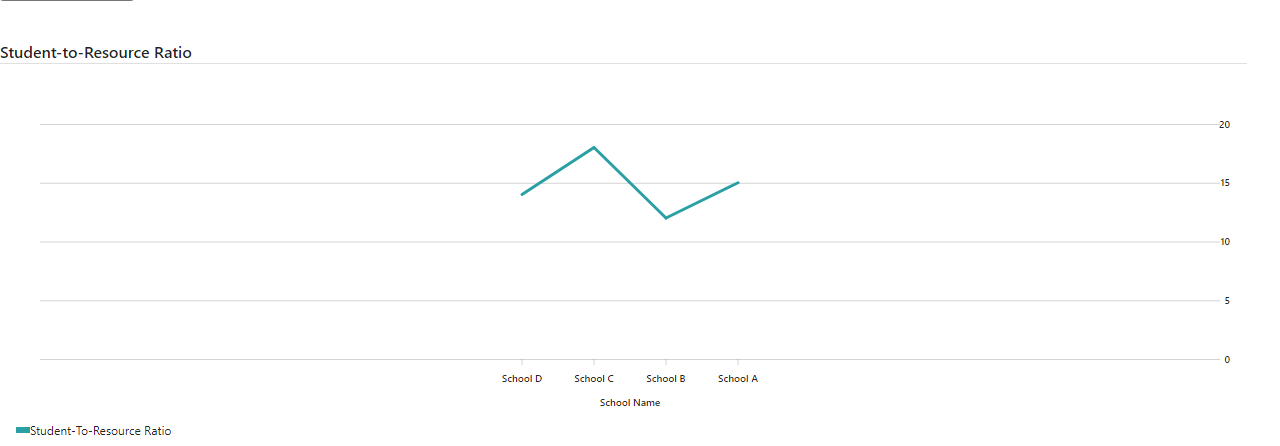 Student-to-Resource Ratio
20
15
10
5
0
School D School C School B School A
School Name
Student-To-Resource Ratio